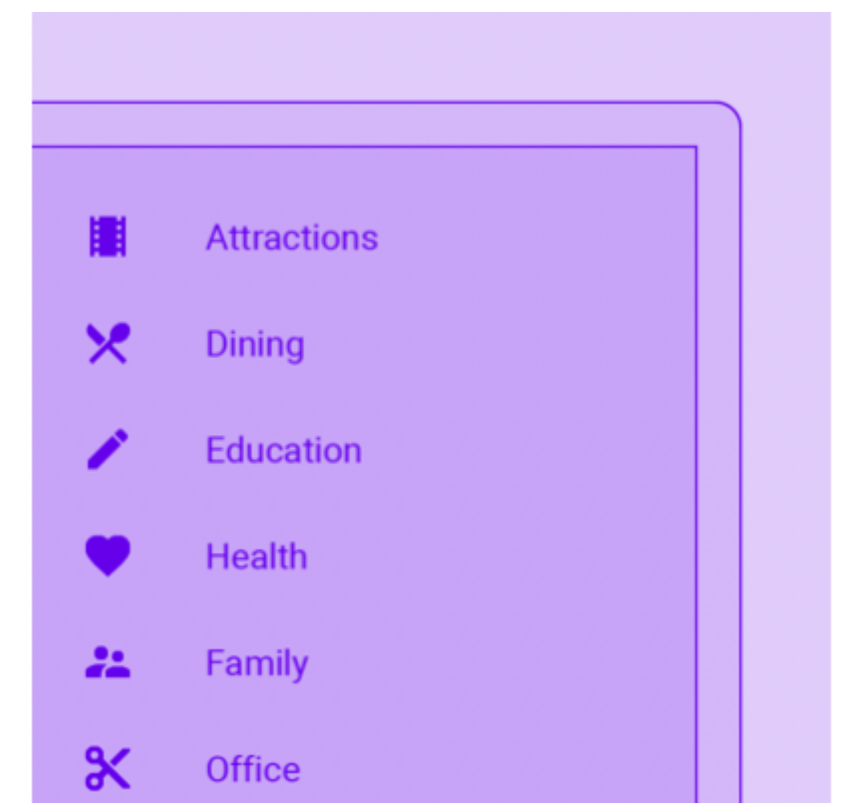 Attractions
Dining
Education
Health
Family
Office